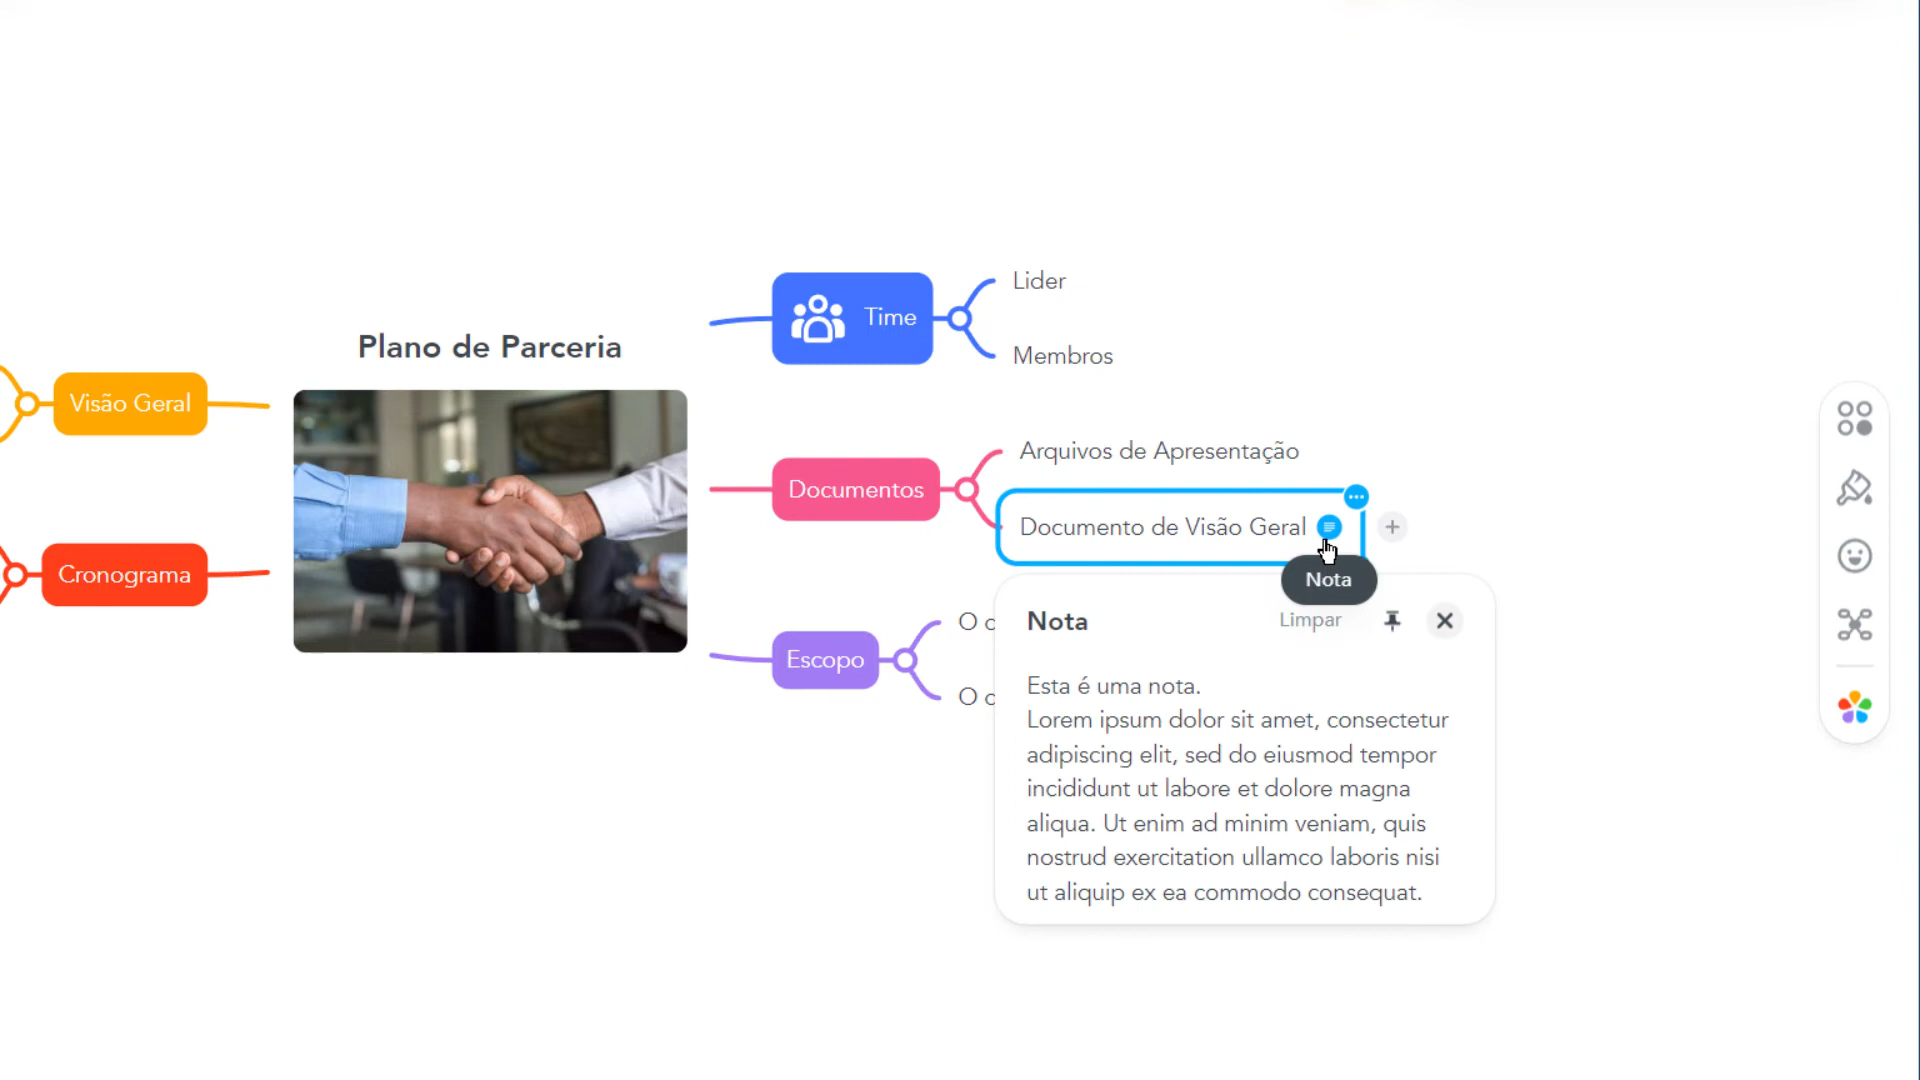 Plano de Parceria
Visão Geral
Cronograma
Time
Lider
Membros
Documentos
Arquivos de Apresentação
Documento de Visão Geral
Nota
Escopo
O
O
Nota
Limpar
Esta é uma nota.
Lorem ipsum dolor sit amet, consectetur
adipiscing elit, sed do eiusmod tempor
incididunt ut labore et dolore magna
aliqua. Ut enim ad minim veniam, quis
nostrud exercitation ullamco laboris nisi
ut aliquip ex ea commodo consequat.